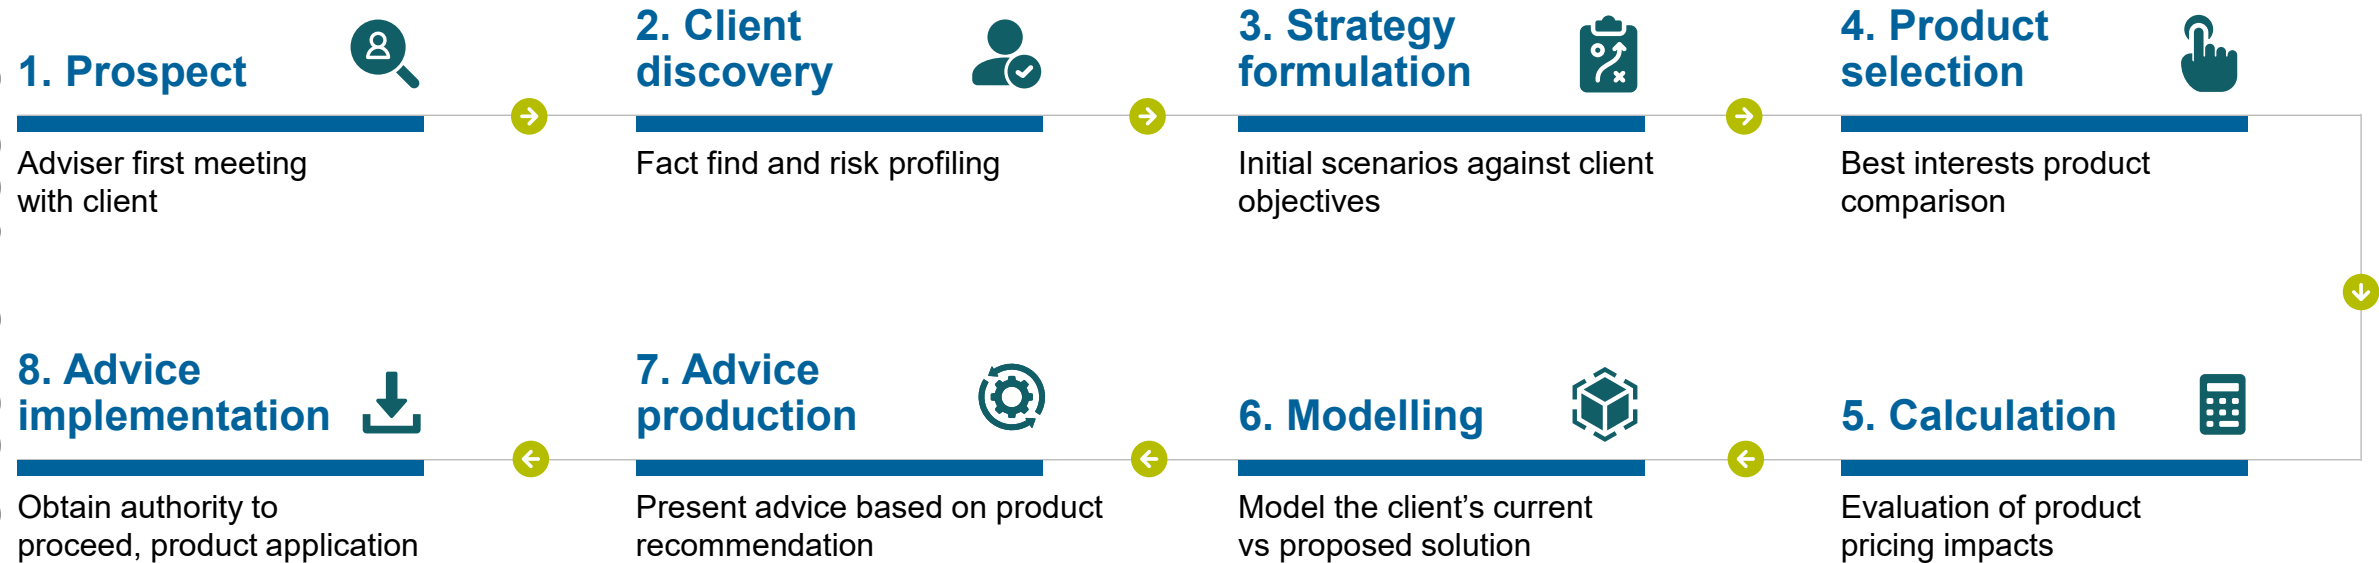 1. Prospect
Adviser first meeting
with client
2. Client
discovery
Fact find and risk profiling
3. Strategy
formulation
Initial scenarios against client
objectives
4. Product
selection
Best interests product
comparison
5. Calculation
Evaluation of product
pricing impacts
6. Modelling
Model the client’s current
vs proposed solution
7. Advice
production
Present advice based on product
recommendation
8. Advice
implementation
Obtain authority to
proceed, product application